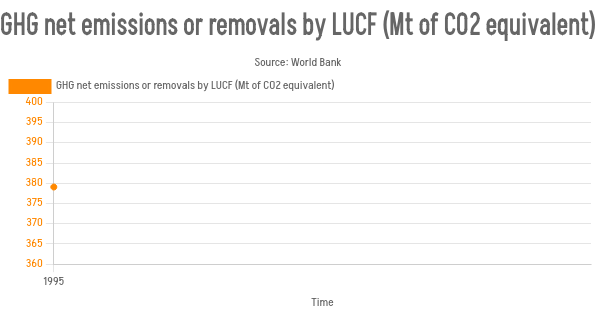 GHG net emissions or removals by LUCF (Mt of CO2 equivalent)
Source: World Bank
GHG net emissions or removals by LUCF (Mt of CO2 equivalent)
400
395
390
385
380
375
370
365
360
1995
Time